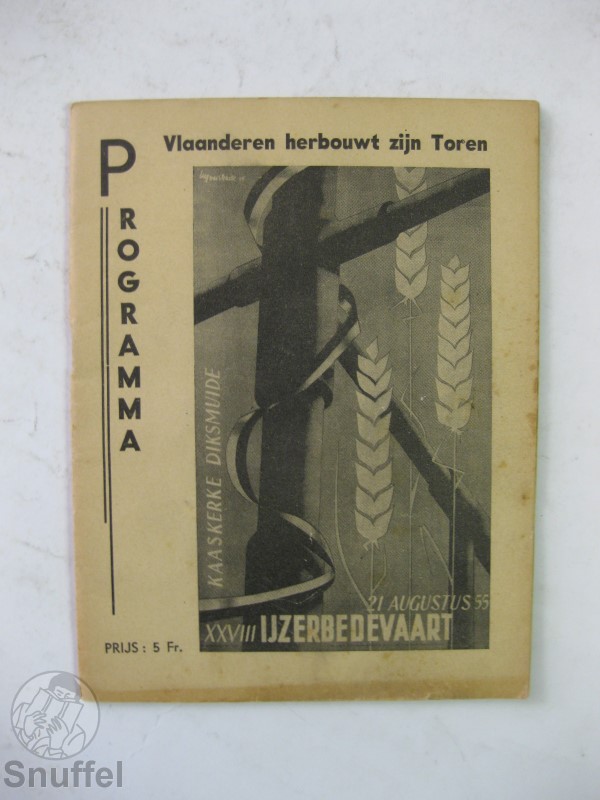 Vlaanderen herbouwt zijn Toren
PROGRAMMA
KAASKERKE DIKSMUIDE
21 AUGUSTUS 55
XXVIII IJZERBEDEVAART
PRIJS : 5 Fr.
Snuffel